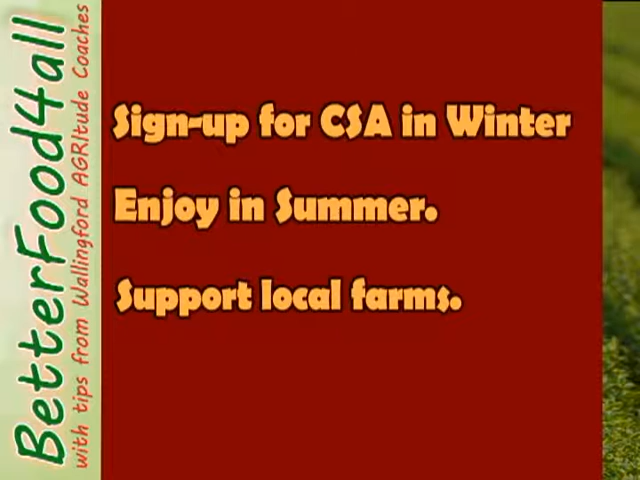 BetterFood4all
with tips from Wallingford AGRItude Coaches
Sign-up for CSA in Winter
Enjoy in Summer.
Support local farms.